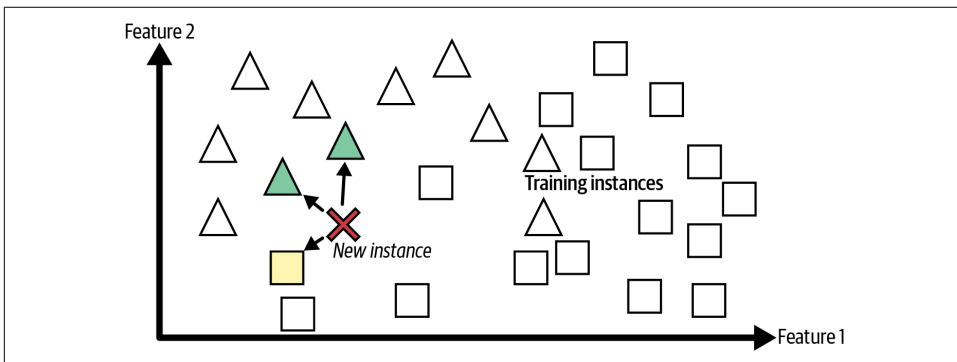 Feature 2
Training instances
New instance
Feature 1